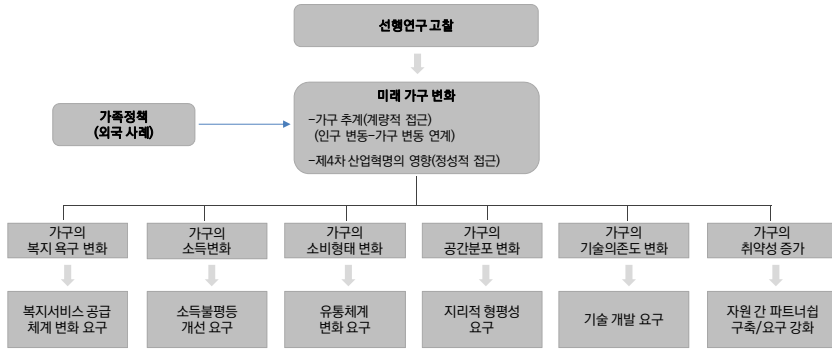 선행연구 고찰
미래 가구 변화
-가구 추계(계량적 접근)
(인구 변동-가구 변동 연계)
-제4차 산업혁명의 영향(정성적 접근)
가족정책
(외국 사례)
가구의
복지 욕구 변화
가구의
소득변화
가구의
소비형태 변화
가구의
공간분포 변화
가구의
기술의존도 변화
가구의
취약성 증가
복지서비스 공급
체계 변화 요구
소득불평등
개선 요구
유통체계
변화 요구
지리적 형평성
요구
기술 개발 요구
자원 간 파트너쉽
구축/요구 강화